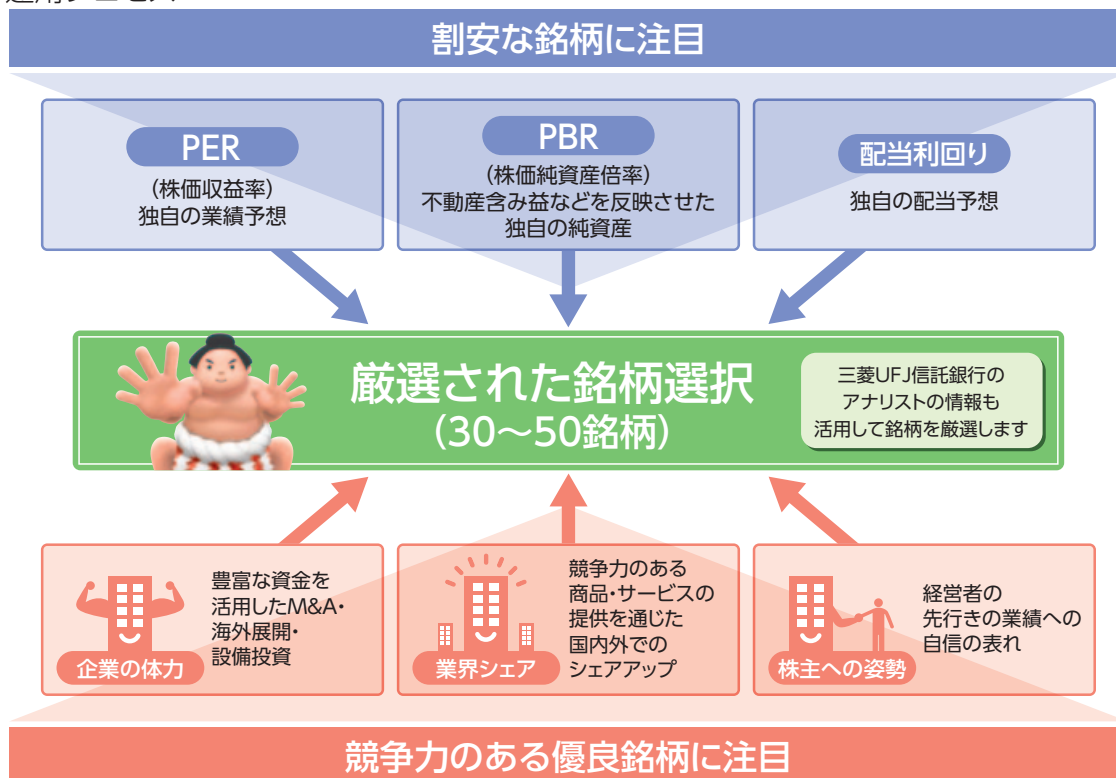 割安な銘柄に注目
PER
(株価収益率)
独自の業績予想
PBR
(株価純資産倍率)
不動産含み益などを反映させた
独自の純資産
配当利回り
独自の配当予想
厳選された銘柄選択
(30～50銘柄)
三菱UFJ信託銀行の
アナリストの情報も
活用して銘柄を厳選します
豊富な資金を
活用したM&A・
海外展開・
設備投資
企業の体力
競争力のある
商品・サービスの
提供を通じた
国内外での
シェアアップ
業界シェア
経営者の
先行きの業績への
自信の表れ
株主への姿勢
競争力のある優良銘柄に注目